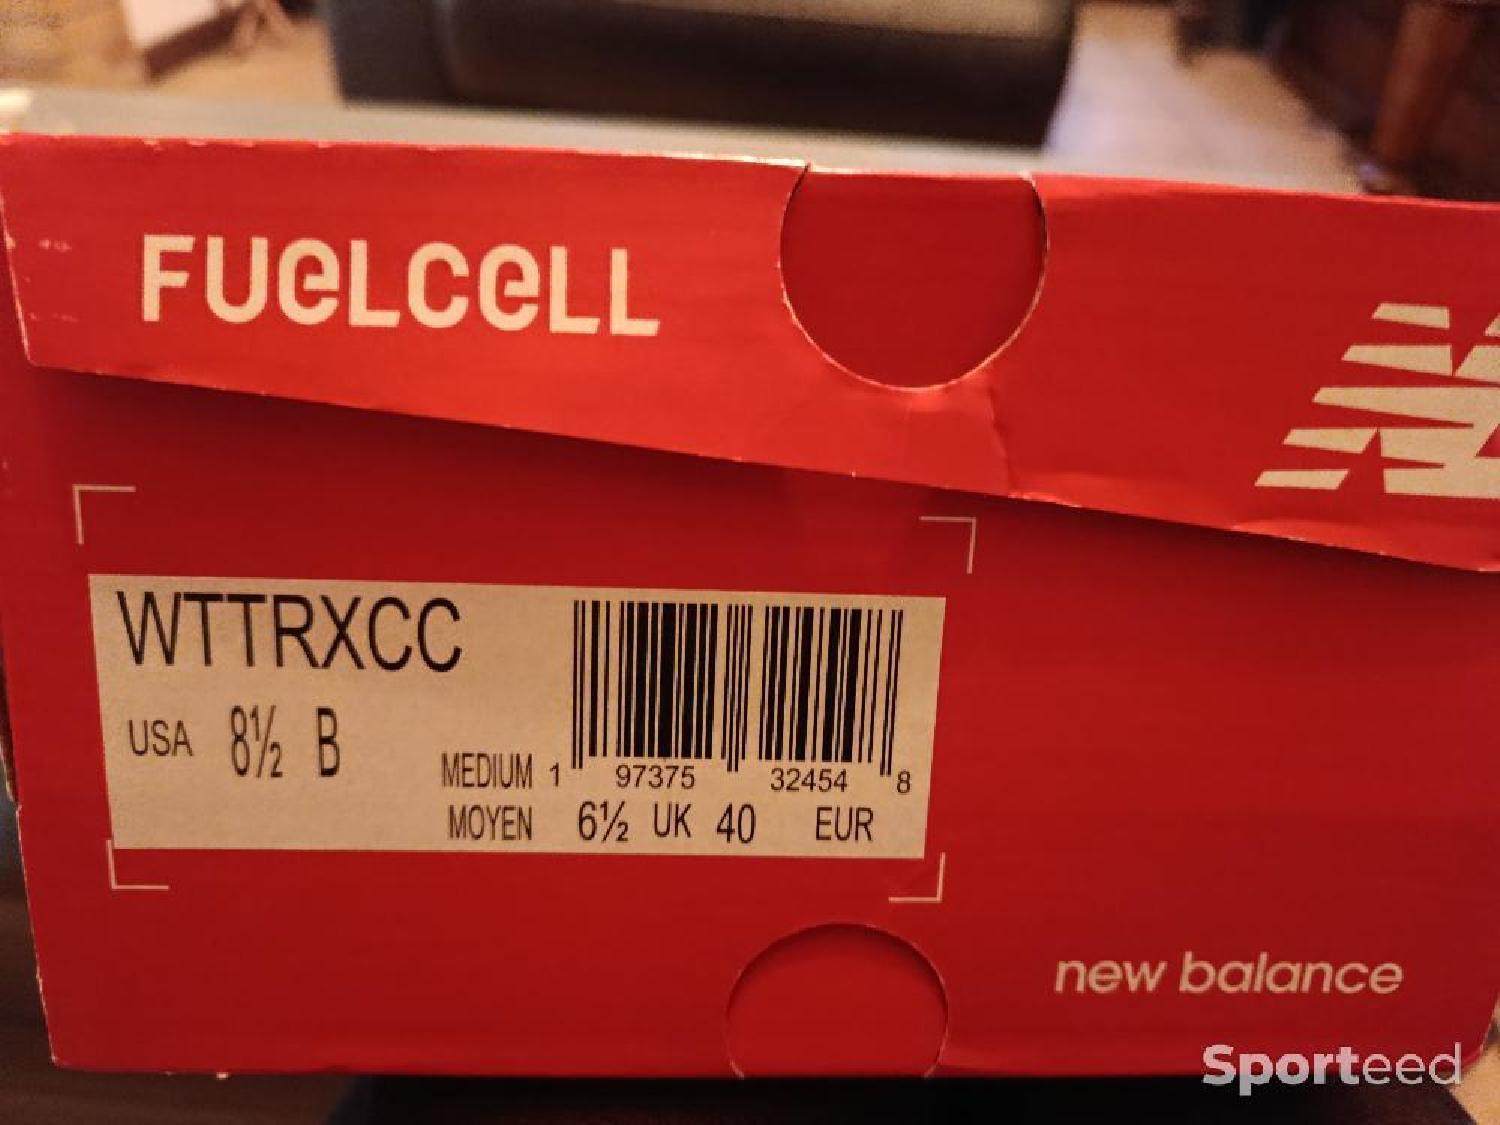 FUeLCeLL
WTTRXCC
USA 8½ B
MEDIUM 1 97375 32454 8
MOYEN 6½ UK 40 EUR
new balance
Sporteed